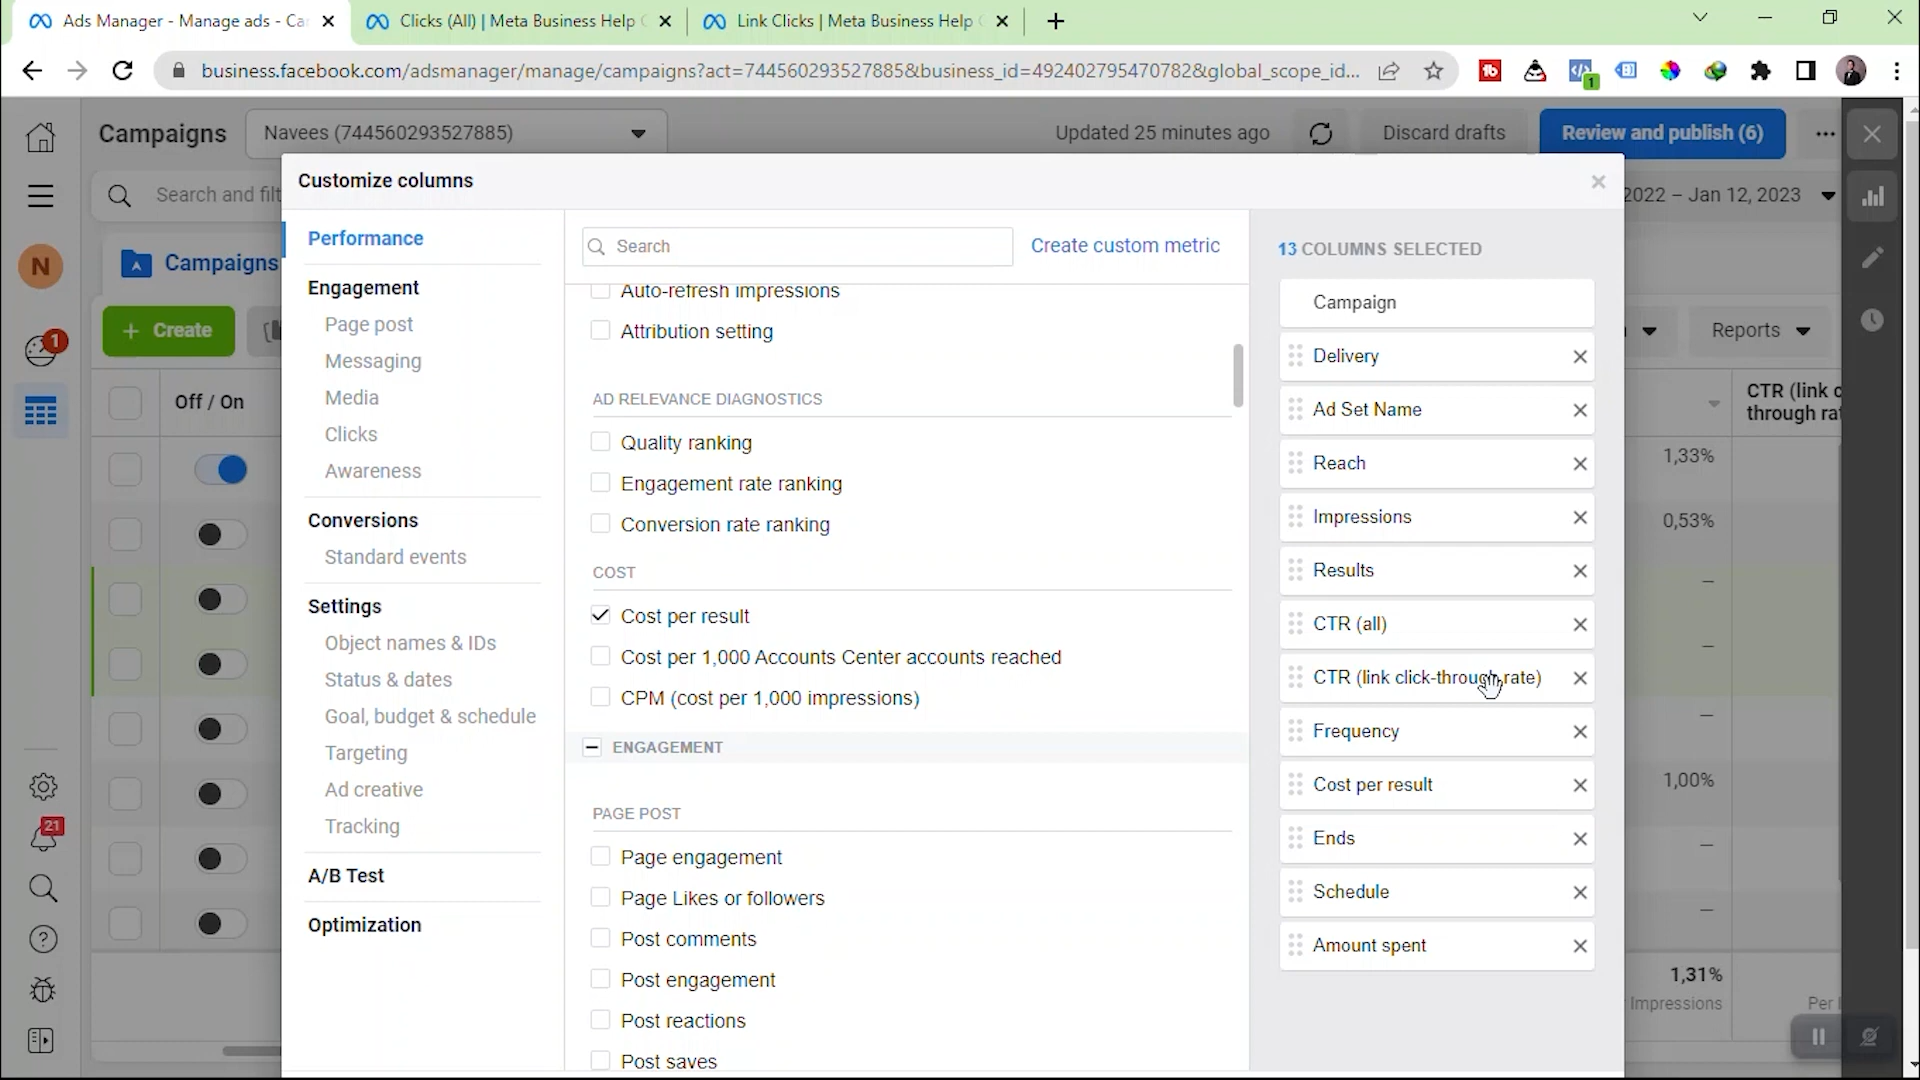 Ads Manager - Manage ads - Ca
Clicks (All) | Meta Business Help C
Link Clicks | Meta Business Help C
business.facebook.com/adsmanager/manage/campaigns?act=744560293527885&business_id=492402795470782&global_scope_id...
1
Campaigns
Navees (744560293527885)
Updated 25 minutes ago
Discard drafts
Review and publish (6)
Search and filt
2022 – Jan 12, 2023
Customize columns
N
1
21
Campaigns
Create
Reports
Off / On
CTR (link c
through ra
1,33%
0,53%
–
–
–
1,00%
–
–
1,31%
Impressions
Per I
Performance
Engagement
Page post
Messaging
Media
Clicks
Awareness
Conversions
Standard events
Settings
Object names & IDs
Status & dates
Goal, budget & schedule
Targeting
Ad creative
Tracking
A/B Test
Optimization
Search
Create custom metric
Auto-refresh impressions
Attribution setting
AD RELEVANCE DIAGNOSTICS
Quality ranking
Engagement rate ranking
Conversion rate ranking
COST
Cost per result
Cost per 1,000 Accounts Center accounts reached
CPM (cost per 1,000 impressions)
ENGAGEMENT
PAGE POST
Page engagement
Page Likes or followers
Post comments
Post engagement
Post reactions
Post saves
13 COLUMNS SELECTED
Campaign
Delivery
Ad Set Name
Reach
Impressions
Results
CTR (all)
CTR (link click-through rate)
Frequency
Cost per result
Ends
Schedule
Amount spent